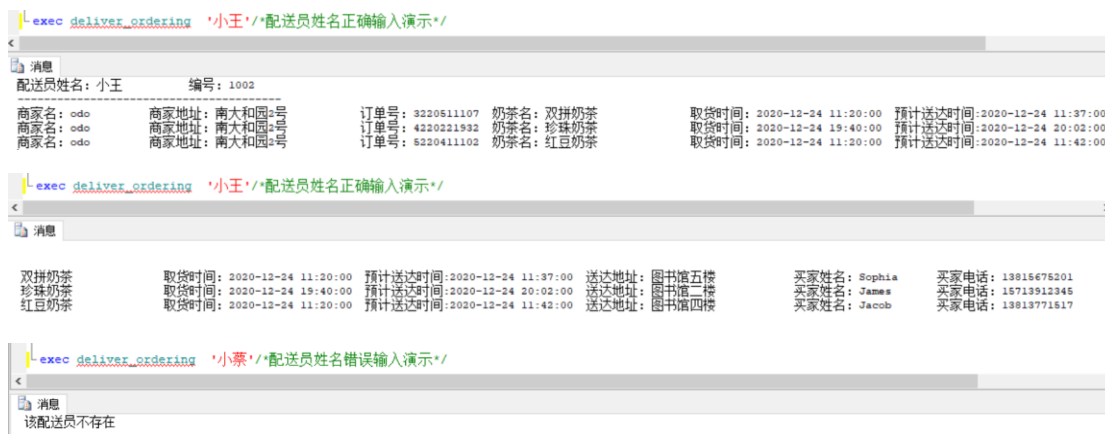 exec deliver_ordering '小王'/*配送员姓名正确输入演示*/
消息
配送员姓名：小王 编号：1002
----------------------------------------
商家名：odo 商家地址：南大和园2号 订单号：3220511107 奶茶名：双拼奶茶 取货时间：2020-12-24 11:20:00 预计送达时间:2020-12-24 11:37:00
商家名：odo 商家地址：南大和园2号 订单号：4220221932 奶茶名：珍珠奶茶 取货时间：2020-12-24 19:40:00 预计送达时间:2020-12-24 20:02:00
商家名：odo 商家地址：南大和园2号 订单号：5220411102 奶茶名：红豆奶茶 取货时间：2020-12-24 11:20:00 预计送达时间:2020-12-24 11:42:00
exec deliver_ordering '小王'/*配送员姓名正确输入演示*/
消息
双拼奶茶 取货时间：2020-12-24 11:20:00 预计送达时间:2020-12-24 11:37:00 送达地址：图书馆五楼 买家姓名：Sophia 买家电话：13815675201
珍珠奶茶 取货时间：2020-12-24 19:40:00 预计送达时间:2020-12-24 20:02:00 送达地址：图书馆二楼 买家姓名：James 买家电话：15713912345
红豆奶茶 取货时间：2020-12-24 11:20:00 预计送达时间:2020-12-24 11:42:00 送达地址：图书馆四楼 买家姓名：Jacob 买家电话：13813771517
exec deliver_ordering '小蔡'/*配送员姓名错误输入演示*/
消息
该配送员不存在